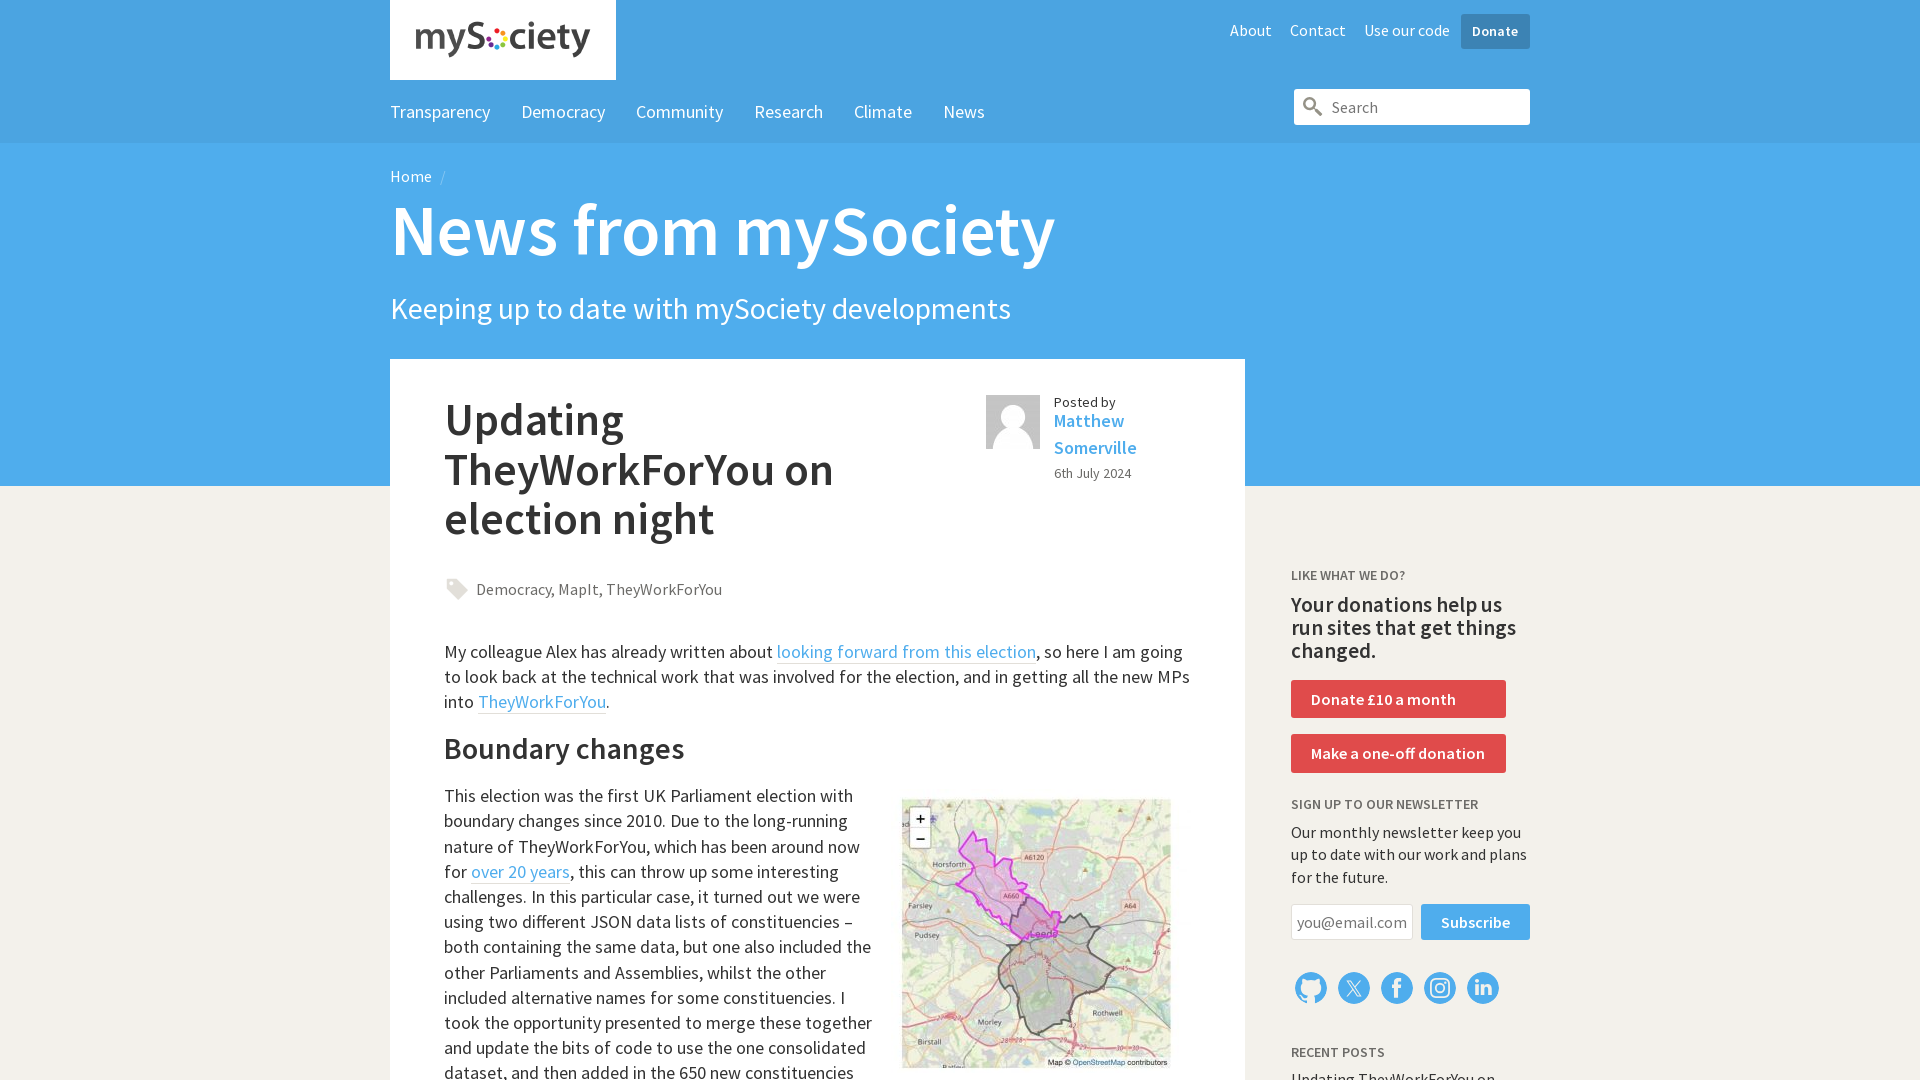 mySociety
About
Contact
Use our code
Donate
Transparency
Democracy
Community
Research
Climate
News
Search
Home /
News from mySociety
Keeping up to date with mySociety developments
Updating
TheyWorkForYou on
election night
Posted by
Matthew
Somerville
6th July 2024
Democracy, MapIt, TheyWorkForYou
My colleague Alex has already written about looking forward from this election, so here I am going
to look back at the technical work that was involved for the election, and in getting all the new MPs
into TheyWorkForYou.
Boundary changes
This election was the first UK Parliament election with
boundary changes since 2010. Due to the long-running
nature of TheyWorkForYou, which has been around now
for over 20 years, this can throw up some interesting
challenges. In this particular case, it turned out we were
using two different JSON data lists of constituencies –
both containing the same data, but one also included the
other Parliaments and Assemblies, whilst the other
included alternative names for some constituencies. I
took the opportunity presented to merge these together
and update the bits of code to use the one consolidated
dataset, and then added in the 650 new constituencies
+
−
Horsforth
A6120
A660
Farsley
A64
Pudsey
Leeds
46
Morley
Rothwell
42
43
44
Birstall
29
30
Map © OpenStreetMap contributors
LIKE WHAT WE DO?
Your donations help us
run sites that get things
changed.
Donate £10 a month
Make a one-off donation
SIGN UP TO OUR NEWSLETTER
Our monthly newsletter keep you
up to date with our work and plans
for the future.
you@email.com
Subscribe
RECENT POSTS
Updating TheyWorkForYou on